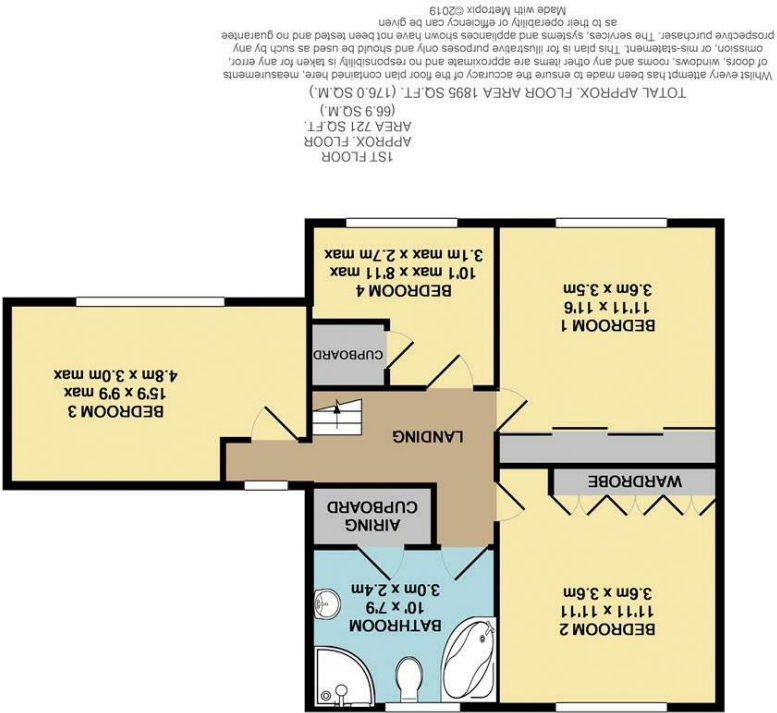 BEDROOM 2
11'11 x 11'11
3.6m x 3.6m
BATHROOM
10' x 7'9
3.0m x 2.4m
WARDROBE
AIRING
CUPBOARD
LANDING
BEDROOM 3
15'9 x 9'9 max
4.8m x 3.0m max
BEDROOM 1
11'11 x 11'6
3.6m x 3.5m
CUPBOARD
BEDROOM 4
10'1 max x 8'11 max
3.1m max x 2.7m max
1ST FLOOR
APPROX. FLOOR
AREA 721 SQ.FT.
(66.9 SQ.M.)
TOTAL APPROX. FLOOR AREA 1895 SQ.FT. (176.0 SQ.M.)
Whilst every attempt has been made to ensure the accuracy of the floor plan contained here, measurements
of doors, windows, rooms and any other items are approximate and no responsibility is taken for any error,
omission, or mis-statement. This plan is for illustrative purposes only and should be used as such by any
prospective purchaser. The services, systems and appliances shown have not been tested and no guarantee
as to their operability or efficiency can be given
Made with Metropix ©2019